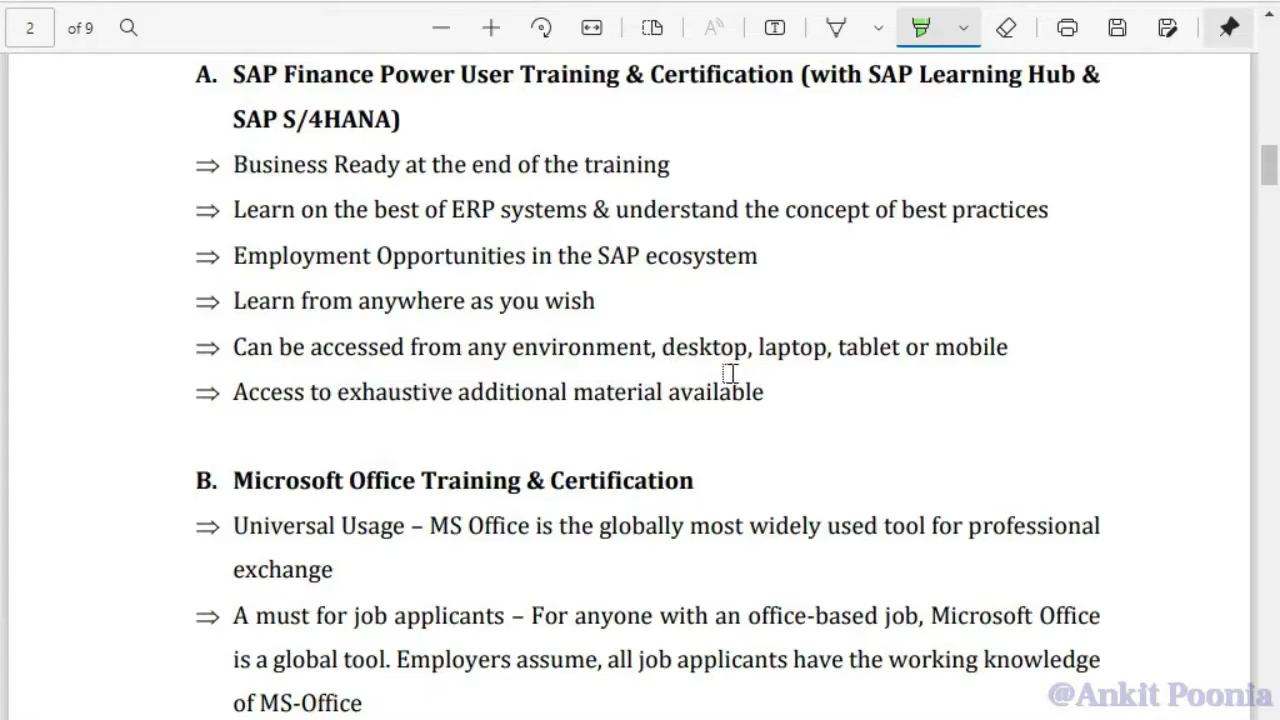 2 of 9
A. SAP Finance Power User Training & Certification (with SAP Learning Hub &
SAP S/4HANA)
⇒ Business Ready at the end of the training
⇒ Learn on the best of ERP systems & understand the concept of best practices
⇒ Employment Opportunities in the SAP ecosystem
⇒ Learn from anywhere as you wish
⇒ Can be accessed from any environment, desktop, laptop, tablet or mobile
⇒ Access to exhaustive additional material available
B. Microsoft Office Training & Certification
⇒ Universal Usage – MS Office is the globally most widely used tool for professional
exchange
⇒ A must for job applicants – For anyone with an office-based job, Microsoft Office
is a global tool. Employers assume, all job applicants have the working knowledge
of MS-Office
@Ankit Poonia